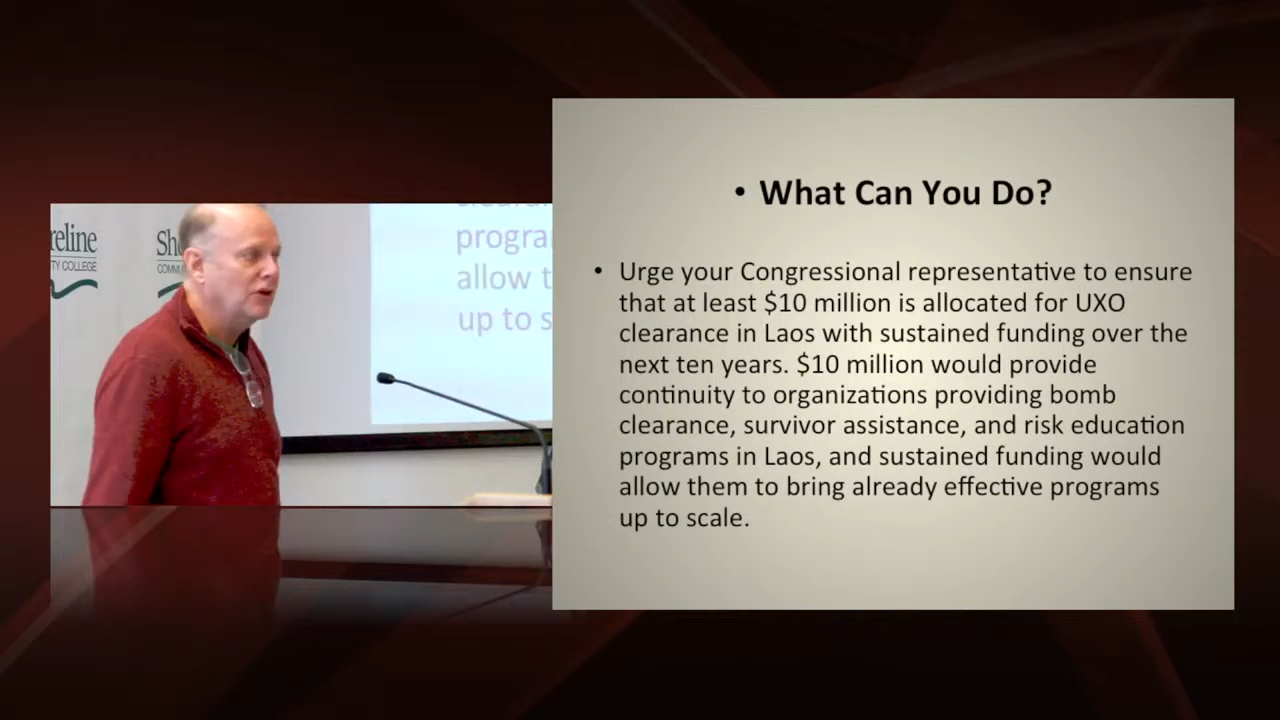 reline
TY COLLEGE
Sho
COMMU
progra
allow t
up to s
• What Can You Do?
• Urge your Congressional representative to ensure
that at least $10 million is allocated for UXO
clearance in Laos with sustained funding over the
next ten years. $10 million would provide
continuity to organizations providing bomb
clearance, survivor assistance, and risk education
programs in Laos, and sustained funding would
allow them to bring already effective programs
up to scale.